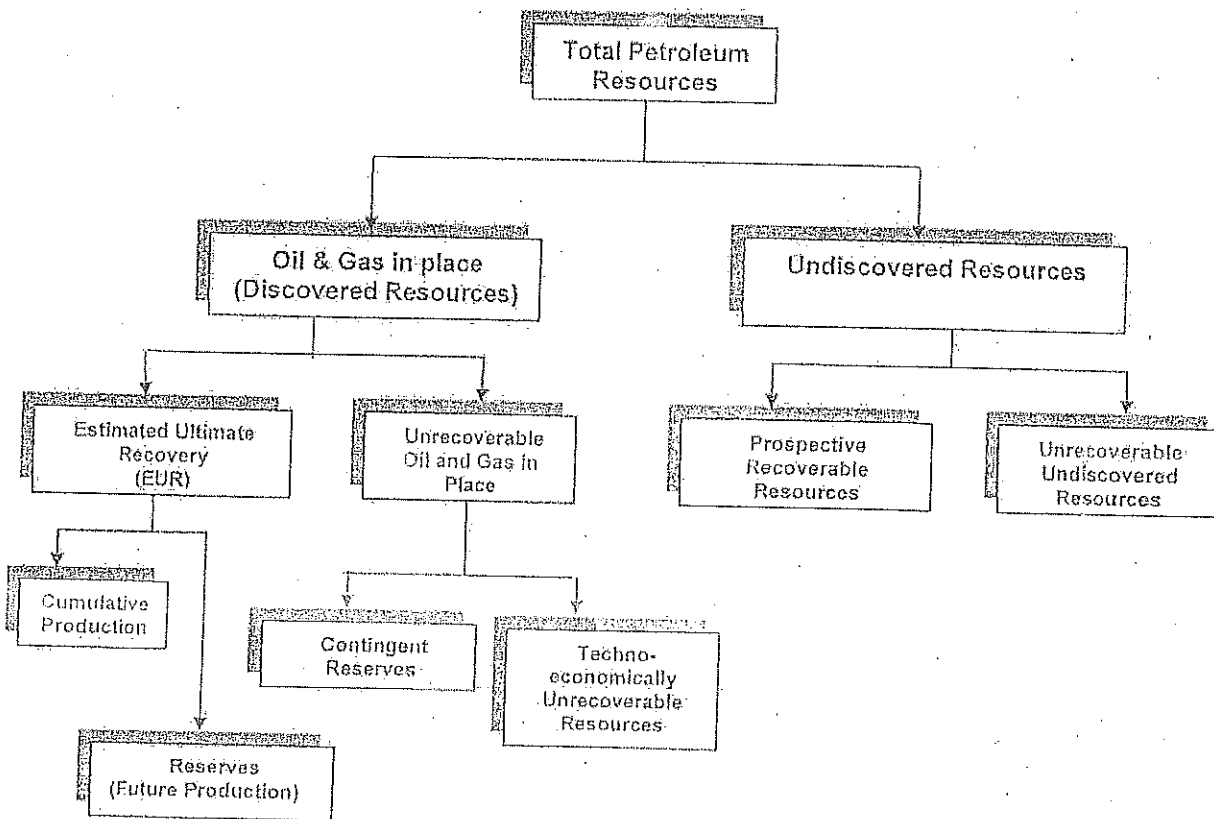 Total Petroleum
Resources
Oil & Gas in place
(Discovered Resources)
Undiscovered Resources
Estimated Ultimate
Recovery
(EUR)
Unrecoverable
Oil and Gas in
Place
Prospective
Recoverable
Resources
Unrecoverable
Undiscovered
Resources
Cumulative
Production
Contingent
Reserves
Techno-
economically
Unrecoverable
Resources
Reserves
(Future Production)